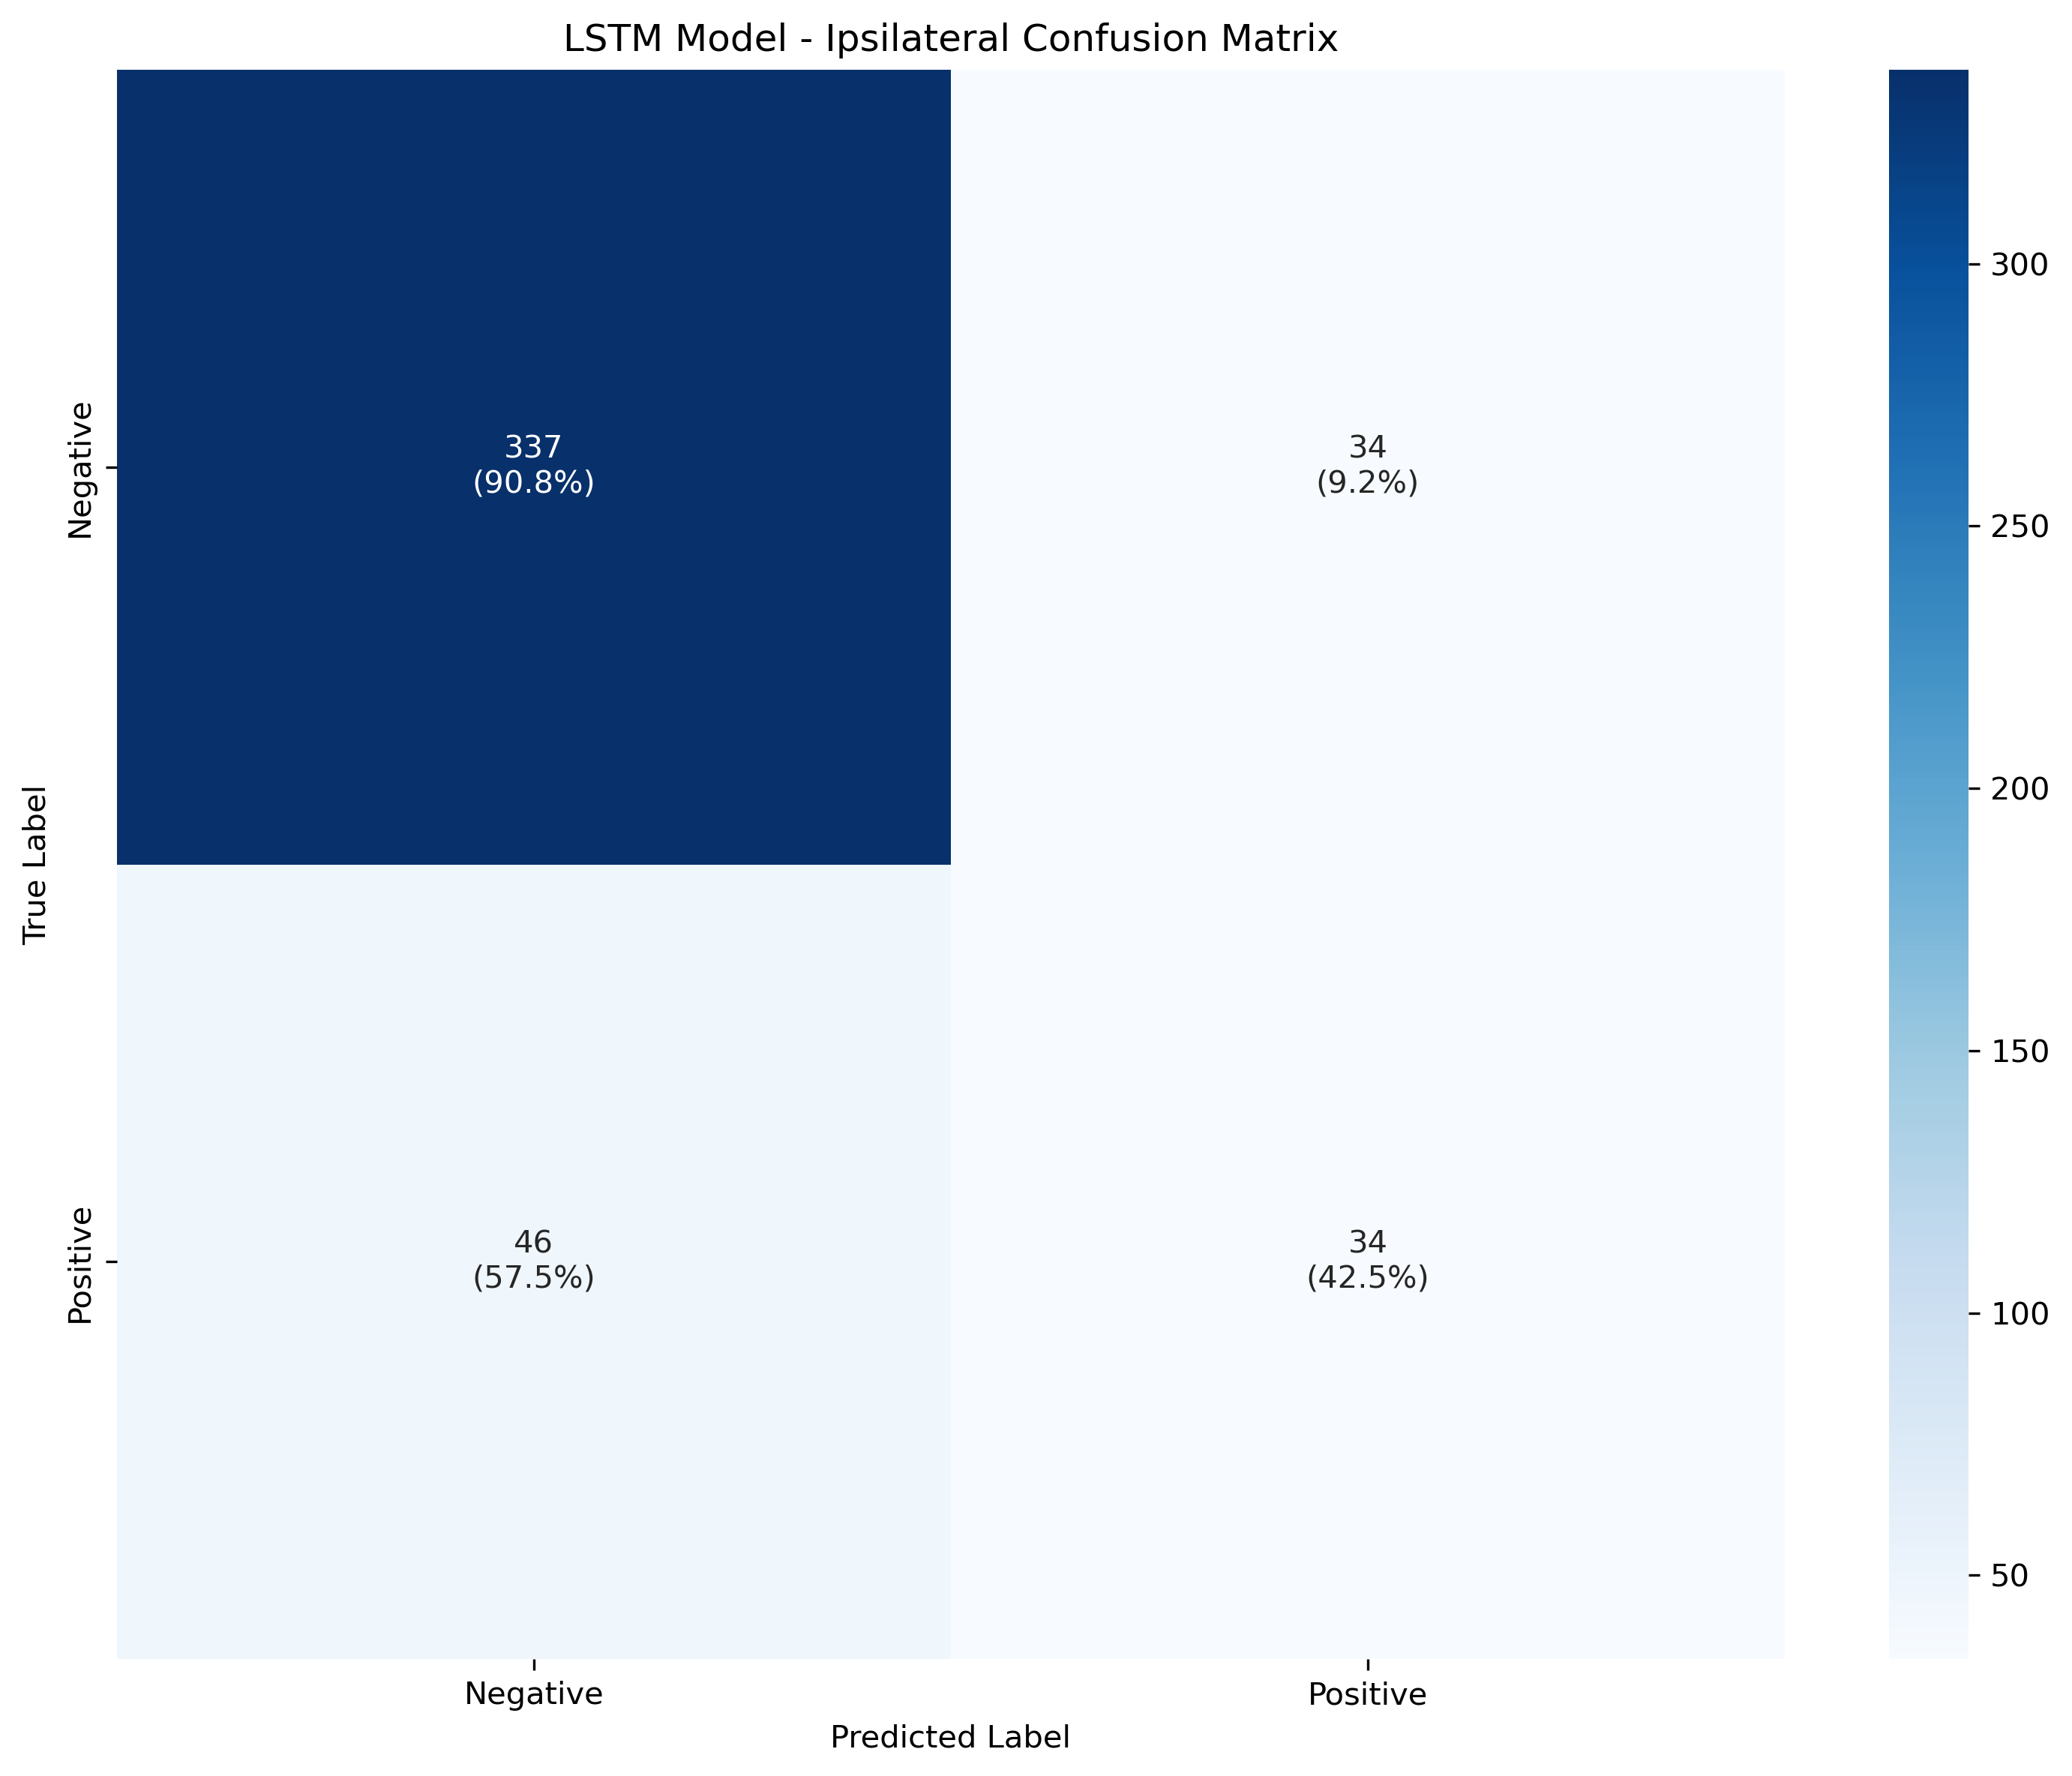 LSTM Model - Ipsilateral Confusion Matrix
True Label
Negative
337
(90.8%)
34
(9.2%)
Positive
46
(57.5%)
34
(42.5%)
Negative
Positive
Predicted Label
300
250
200
150
100
50